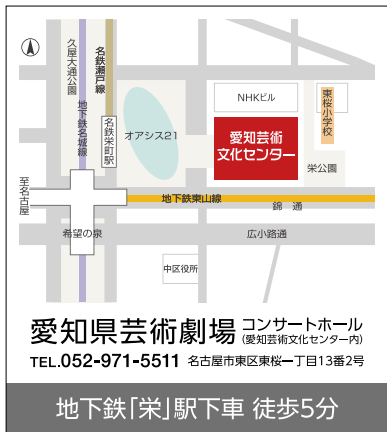 久屋大通公園
地下鉄名城線
名鉄瀬戸線
名鉄栄町駅
オアシス21
NHKビル
愛知芸術
文化センター
東桜小学校
栄公園
至名古屋
地下鉄東山線
錦通
希望の泉
広小路通
中区役所
愛知県芸術劇場 コンサートホール
(愛知芸術文化センター内)
TEL.052-971-5511 名古屋市東区東桜一丁目13番2号
地下鉄「栄」駅下車 徒歩5分